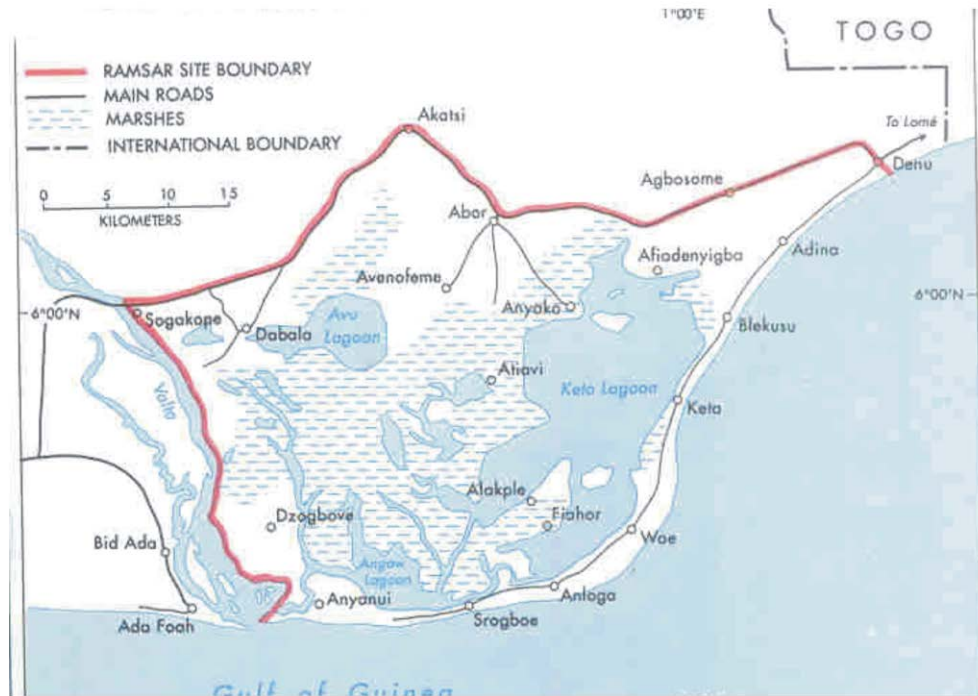 1°00'E
TOGO
RAMSAR SITE BOUNDARY
MAIN ROADS
MARSHES
INTERNATIONAL BOUNDARY
0 5 10 15
KILOMETERS
Akatsi
To Lomé
Denu
Agbosome
Abor
Adina
Afiadenyigba
Avenofeme
Anyako
6°00'N
6°00'N
Sogakope
Dabala
Avu
Lagoon
Blekusu
Volta
Atiavi
Keta Lagoon
Keta
Alakple
Fiahor
Dzogbove
Woe
Bid Ada
Angaw
Lagoon
Anyanui
Anloga
Srogboe
Ada Foah
Gulf of Guinea